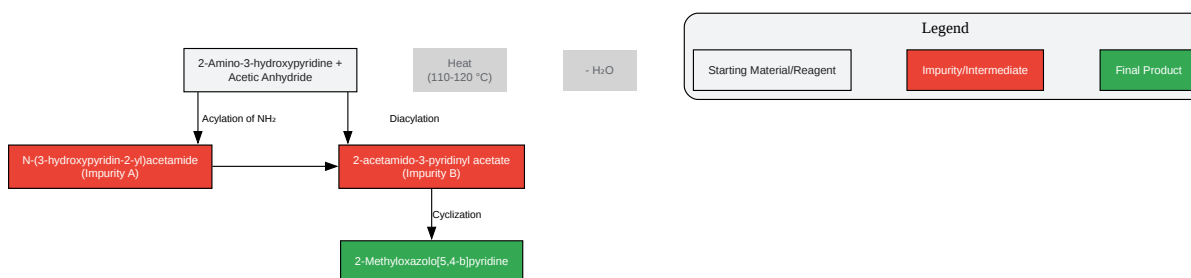 Legend
2-Amino-3-hydroxypyridine +
Acetic Anhydride
Heat
(110-120 °C)
- H₂O
Starting Material/Reagent
Impurity/Intermediate
Final Product
Acylation of NH₂
Diacylation
N-(3-hydroxypyridin-2-yl)acetamide
(Impurity A)
2-acetamido-3-pyridinyl acetate
(Impurity B)
Cyclization
2-Methyloxazolo[5,4-b]pyridine